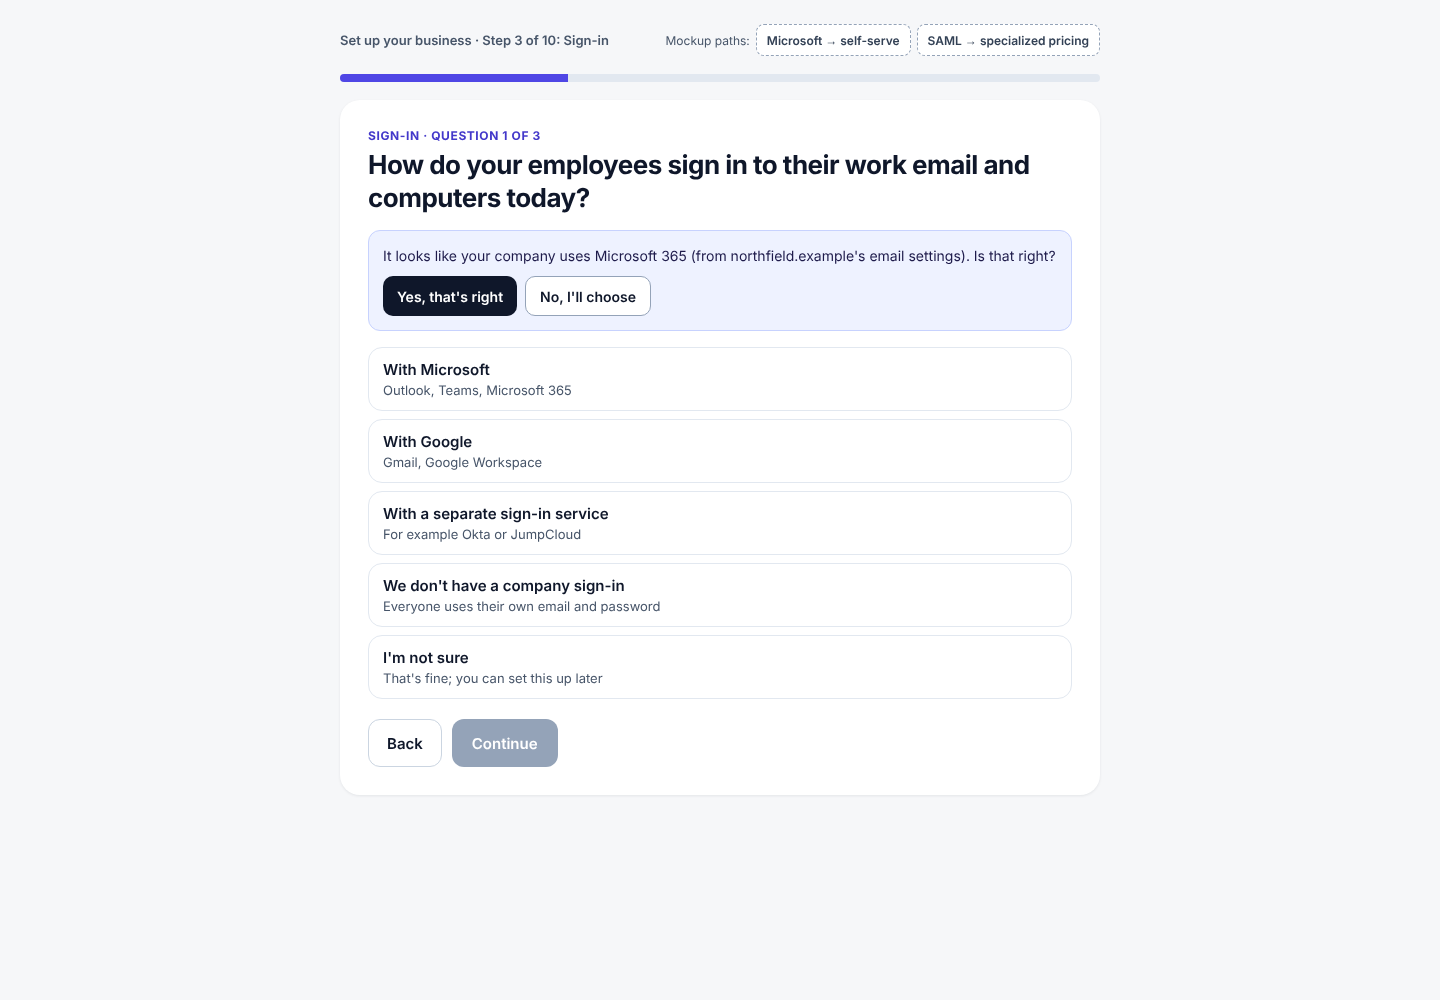 Set up your business · Step 3 of 10: Sign-in
Mockup paths:
Microsoft → self-serve
SAML → specialized pricing
SIGN-IN · QUESTION 1 OF 3
How do your employees sign in to their work email and
computers today?
It looks like your company uses Microsoft 365 (from northfield.example's email settings). Is that right?
Yes, that's right
No, I'll choose
With Microsoft
Outlook, Teams, Microsoft 365
With Google
Gmail, Google Workspace
With a separate sign-in service
For example Okta or JumpCloud
We don't have a company sign-in
Everyone uses their own email and password
I'm not sure
That's fine; you can set this up later
Back
Continue